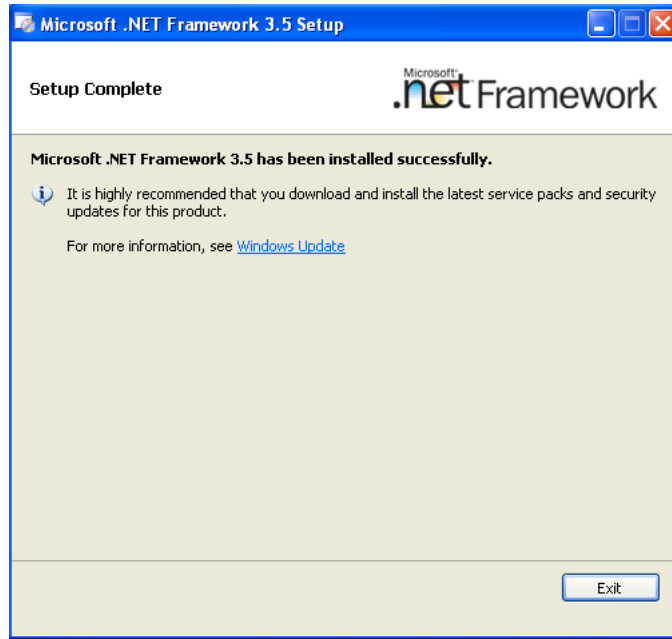 Microsoft .NET Framework 3.5 Setup
Setup Complete
Microsoft
.net Framework
Microsoft .NET Framework 3.5 has been installed successfully.
It is highly recommended that you download and install the latest service packs and security
updates for this product.
For more information, see Windows Update
Exit